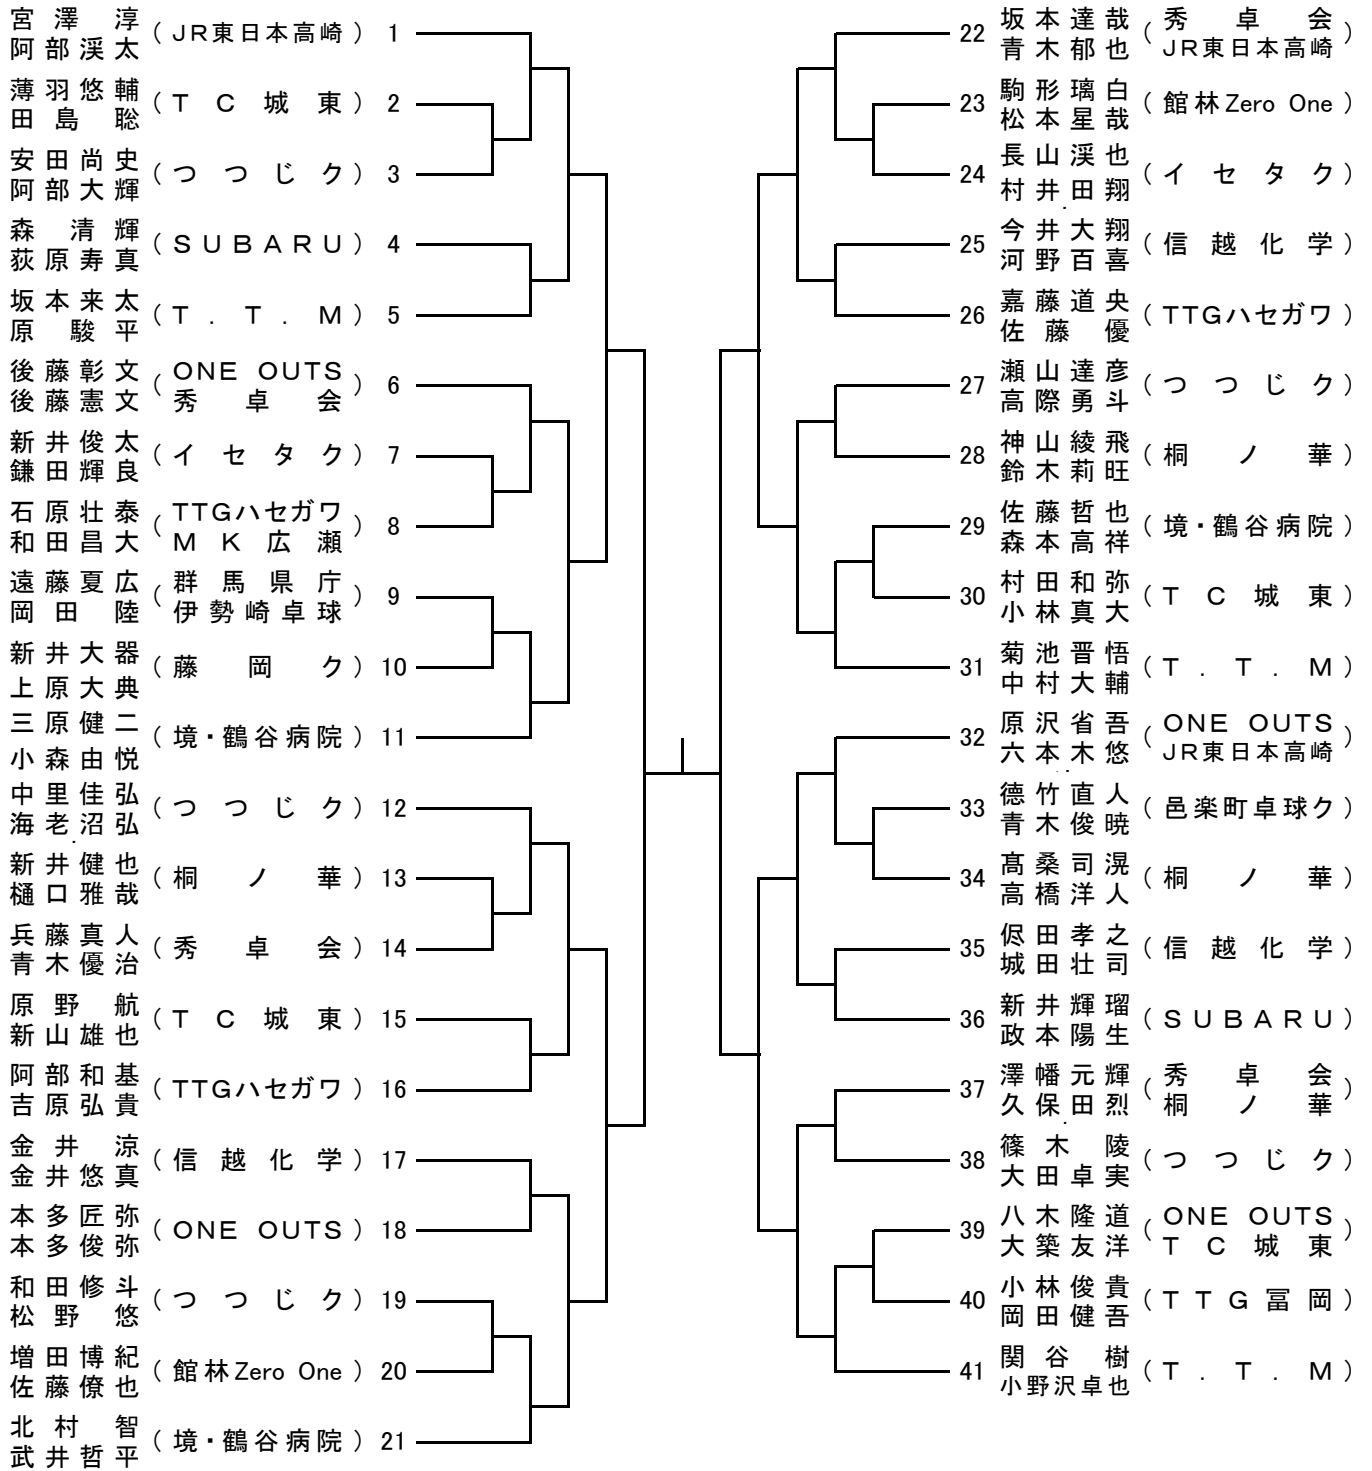 宮澤 淳
(JR東日本高崎) 1
阿部渓太
薄羽悠輔
(TC城東) 2
田島 聡
安田尚史
(つつじク) 3
阿部大輝
森 清輝
(SUBARU) 4
荻原寿真
坂本来太
(T.T.M) 5
原 駿平
後藤彰文 (ONE OUTS
6
後藤憲文 秀卓会)
新井俊太
(イセタク) 7
鎌田輝良
石原壮泰 (TTGハセガワ
8
和田昌大 MK広瀬)
遠藤夏広 (群馬県庁
9
岡田 陸 伊勢崎卓球)
新井大器
(藤岡ク) 10
上原大典
三原健二
(境・鶴谷病院) 11
小森由悦
中里佳弘
(つつじク) 12
海老沼弘
新井健也
(桐ノ華) 13
樋口雅哉
兵藤真人
(秀卓会) 14
青木優治
原野 航
(TC城東) 15
新山雄也
阿部和基
(TTGハセガワ) 16
吉原弘貴
金井 涼
(信越化学) 17
金井悠真
本多匠弥
(ONE OUTS) 18
本多俊弥
和田修斗
(つつじク) 19
松野 悠
増田博紀
(館林Zero One) 20
佐藤僚也
北村 智
(境・鶴谷病院) 21
武井哲平
坂本達哉 (秀卓会
22
青木郁也 JR東日本高崎)
駒形璃白
23 (館林Zero One)
松本星哉
長山渓也
24 (イセタク)
村井田翔
今井大翔
25 (信越化学)
河野百喜
嘉藤道央
26 (TTGハセガワ)
佐藤 優
瀬山達彦
27 (つつじク)
高際勇斗
神山綾飛
28 (桐ノ華)
鈴木莉旺
佐藤哲也
29 (境・鶴谷病院)
森本高祥
村田和弥
30 (TC城東)
小林真大
菊池晋悟
31 (T.T.M)
中村大輔
原沢省吾 (ONE OUTS
32
六本木悠 JR東日本高崎)
德竹直人
33 (邑楽町卓球ク)
青木俊暁
髙桑司滉
34 (桐ノ華)
高橋洋人
侭田孝之
35 (信越化学)
城田壮司
新井輝瑠
36 (SUBARU)
政本陽生
澤幡元輝 (秀卓会
37
久保田烈 桐ノ華)
篠木 陵
38 (つつじク)
大田卓実
八木隆道 (ONE OUTS
39
大築友洋 TC城東)
小林俊貴
40 (TTG冨岡)
岡田健吾
関谷 樹
41 (T.T.M)
小野沢卓也